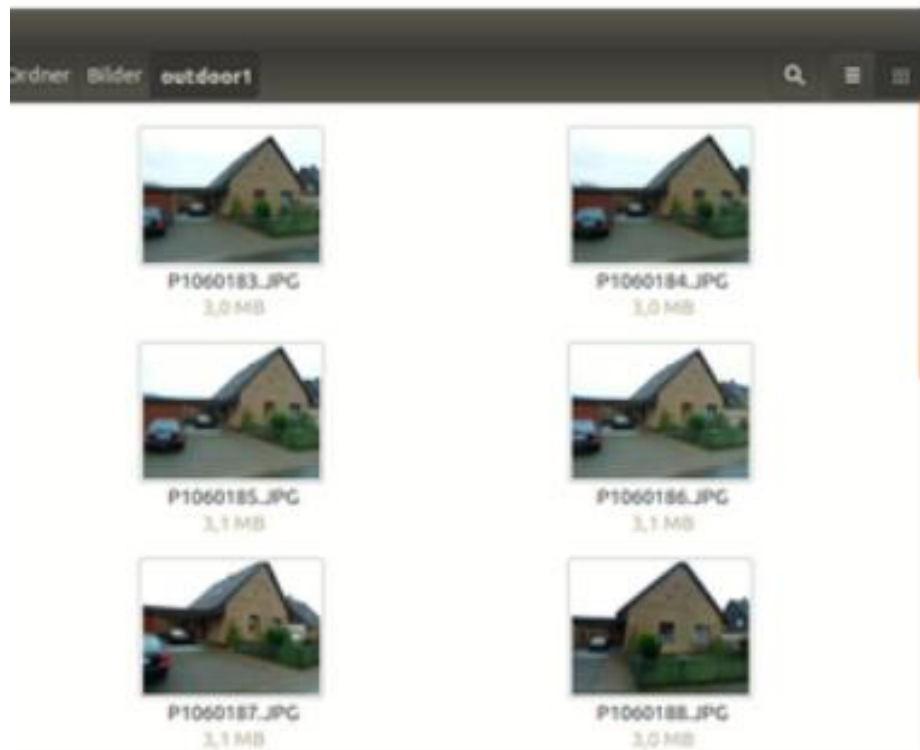 Ordner Bilder outdoor1
P1060183.JPG P1060184.JPG
3,0 MB 3,0 MB
P1060185.JPG P1060186.JPG
3,1 MB 3,1 MB
P1060187.JPG P1060188.JPG
3,1 MB 3,0 MB